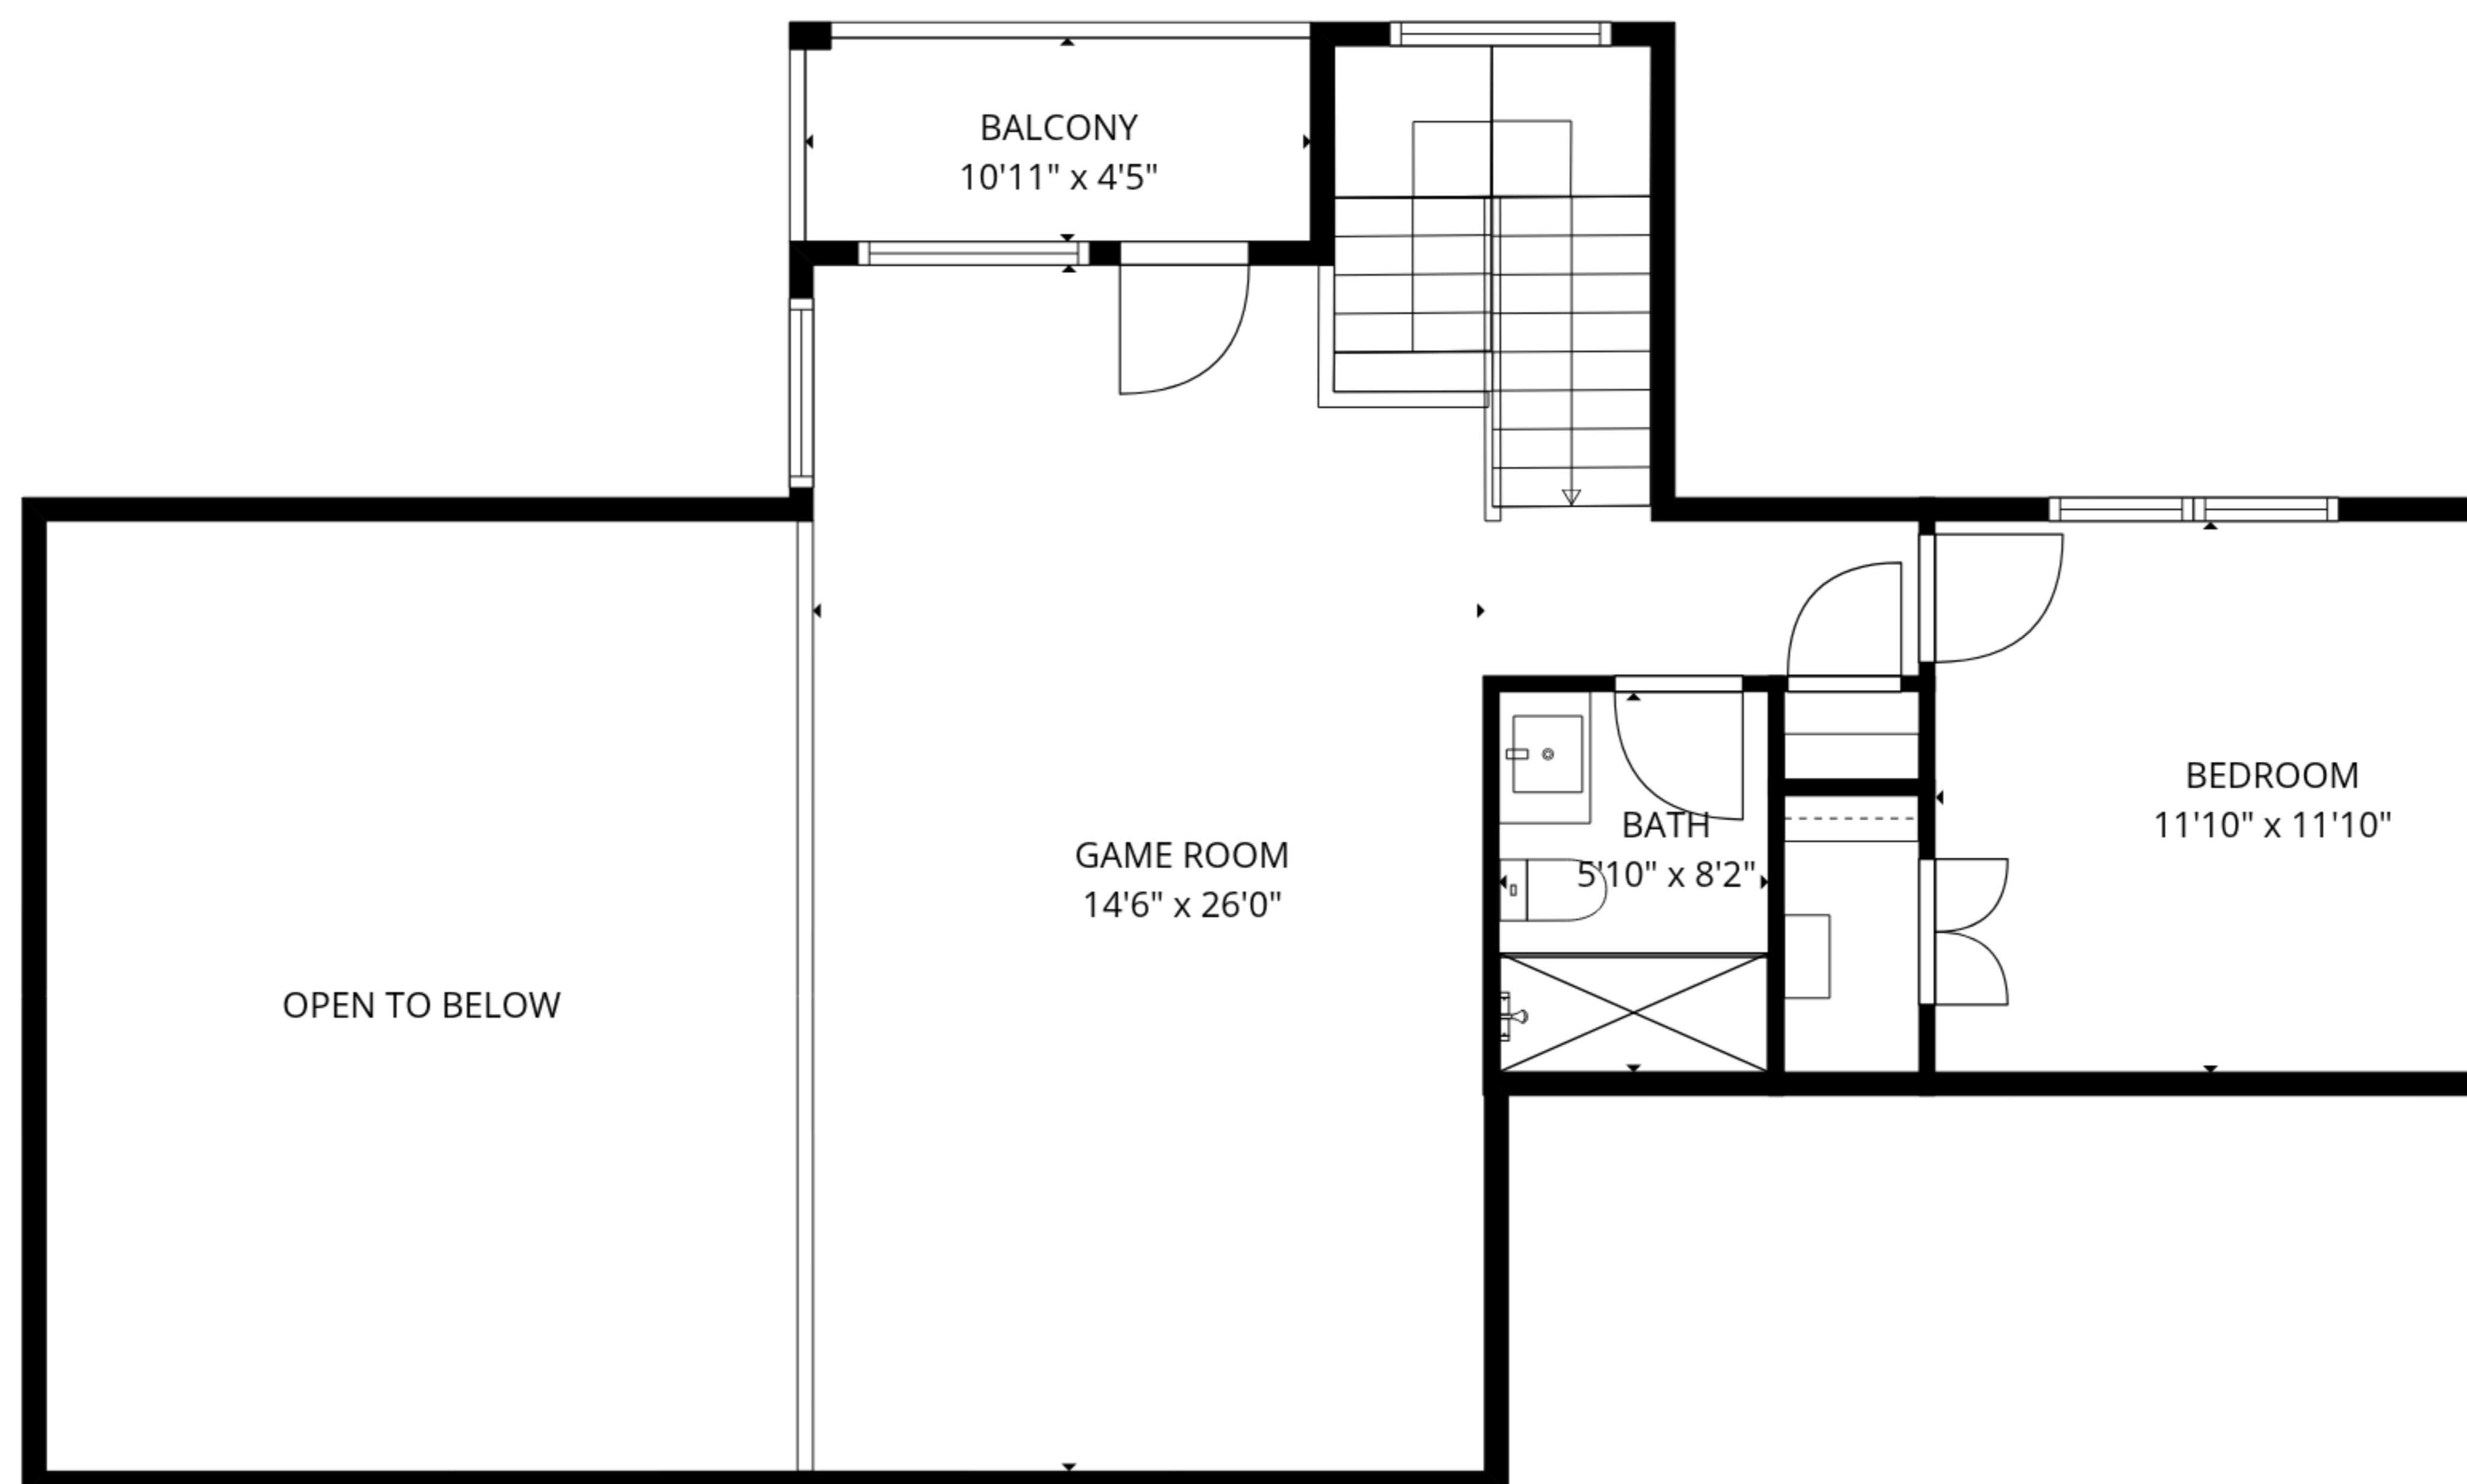 BALCONY
10'11" x 4'5"
BEDROOM
11'10" x 11'10"
BATH
5'10" x 8'2"
GAME ROOM
14'6" x 26'0"
OPEN TO BELOW